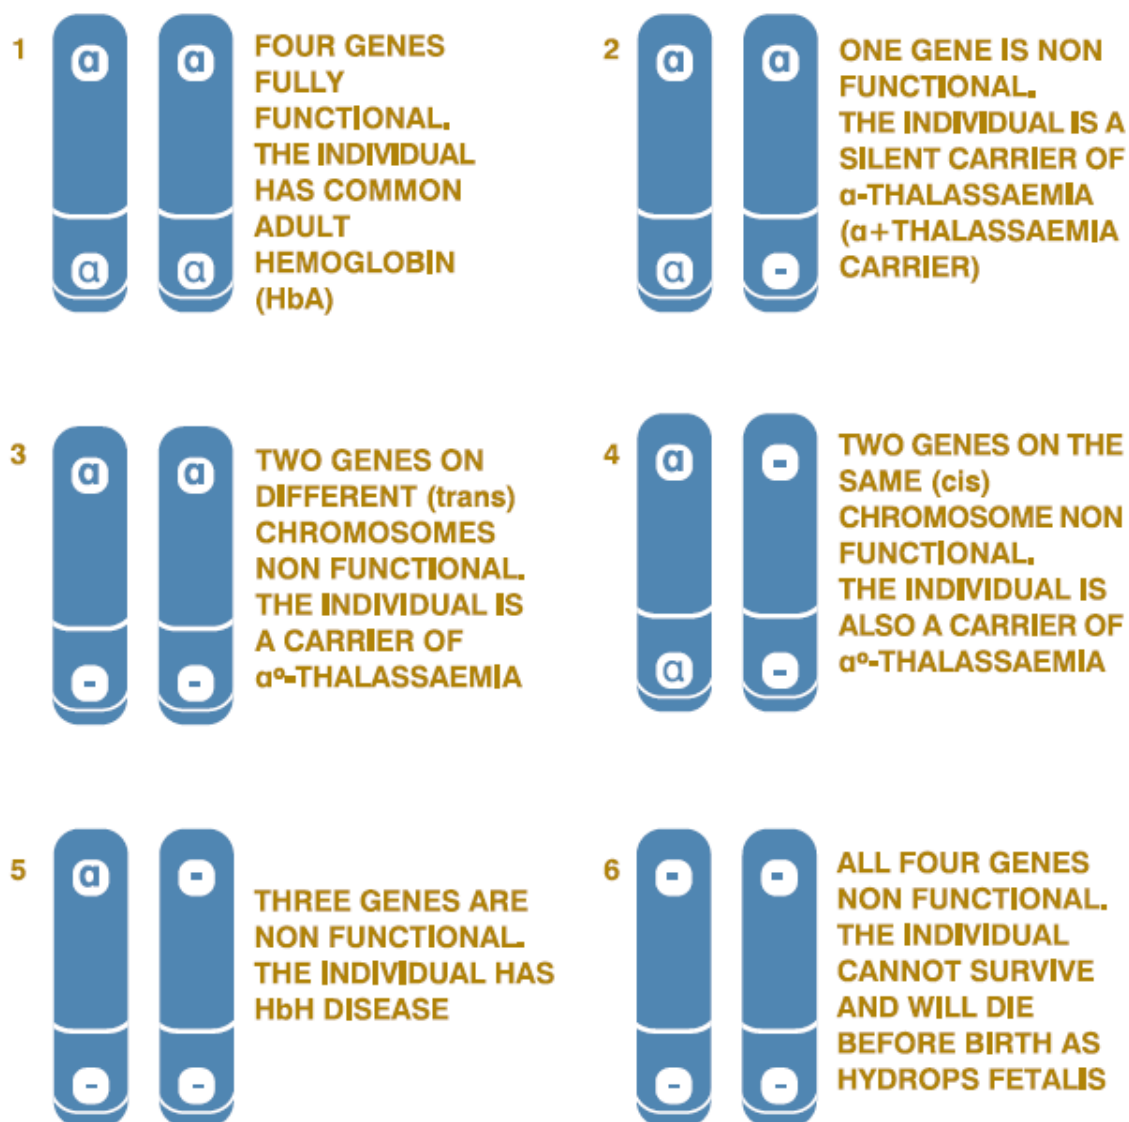 1
α α
α α
FOUR GENES
FULLY
FUNCTIONAL.
THE INDIVIDUAL
HAS COMMON
ADULT
HEMOGLOBIN
(HbA)
2
α α
α -
ONE GENE IS NON
FUNCTIONAL.
THE INDIVIDUAL IS A
SILENT CARRIER OF
α-THALASSAEMIA
(α+THALASSAEMIA
CARRIER)
3
α α
- -
TWO GENES ON
DIFFERENT (trans)
CHROMOSOMES
NON FUNCTIONAL.
THE INDIVIDUAL IS
A CARRIER OF
αº-THALASSAEMIA
4
α -
α -
TWO GENES ON THE
SAME (cis)
CHROMOSOME NON
FUNCTIONAL.
THE INDIVIDUAL IS
ALSO A CARRIER OF
αº-THALASSAEMIA
5
α -
- -
THREE GENES ARE
NON FUNCTIONAL.
THE INDIVIDUAL HAS
HbH DISEASE
6
- -
- -
ALL FOUR GENES
NON FUNCTIONAL.
THE INDIVIDUAL
CANNOT SURVIVE
AND WILL DIE
BEFORE BIRTH AS
HYDROPS FETALIS